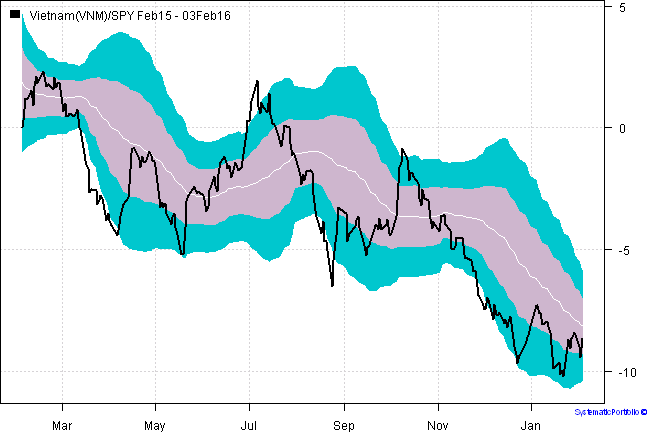 Vietnam(VNM)/SPY Feb15 - 03Feb16
5
0
-5
-10
Mar May Jul Sep Nov Jan
SystematicPortfolio ©